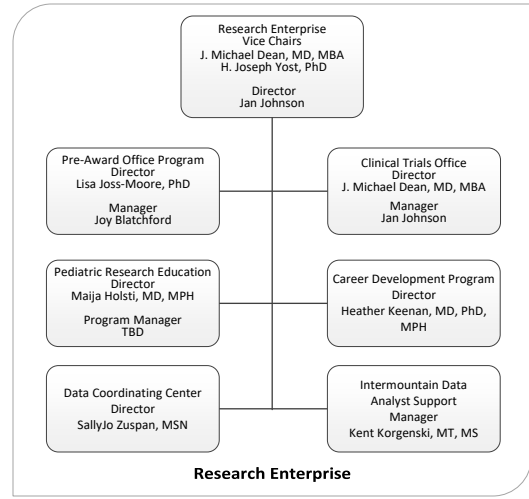 Research Enterprise
Vice Chairs
J. Michael Dean, MD, MBA
H. Joseph Yost, PhD
Director
Jan Johnson
Pre-Award Office Program
Director
Lisa Joss-Moore, PhD
Manager
Joy Blatchford
Clinical Trials Office
Director
J. Michael Dean, MD, MBA
Manager
Jan Johnson
Pediatric Research Education
Director
Maija Holsti, MD, MPH
Program Manager
TBD
Career Development Program
Director
Heather Keenan, MD, PhD,
MPH
Data Coordinating Center
Director
SallyJo Zuspan, MSN
Intermountain Data
Analyst Support
Manager
Kent Korgenski, MT, MS
Research Enterprise